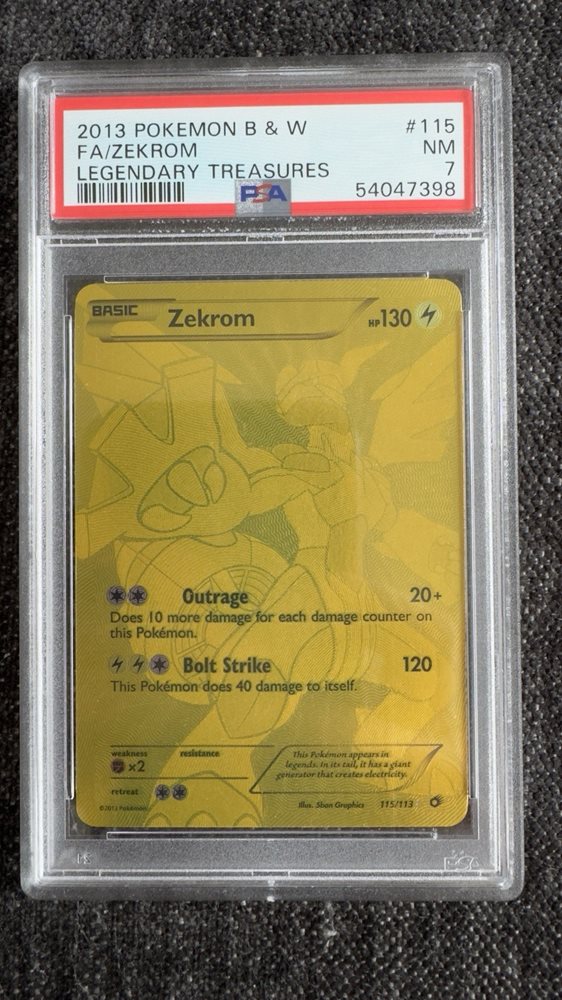 2013 POKEMON B & W #115
FA/ZEKROM NM
LEGENDARY TREASURES 7
PSA 54047398
BASIC Zekrom HP130
Outrage 20+
Does 10 more damage for each damage counter on
this Pokémon.
Bolt Strike 120
This Pokémon does 40 damage to itself.
weakness resistance
×2
retreat
This Pokémon appears in
legends. In its tail, it has a giant
generator that creates electricity.
©2013 Pokémon Illus. 5ban Graphics 115/113